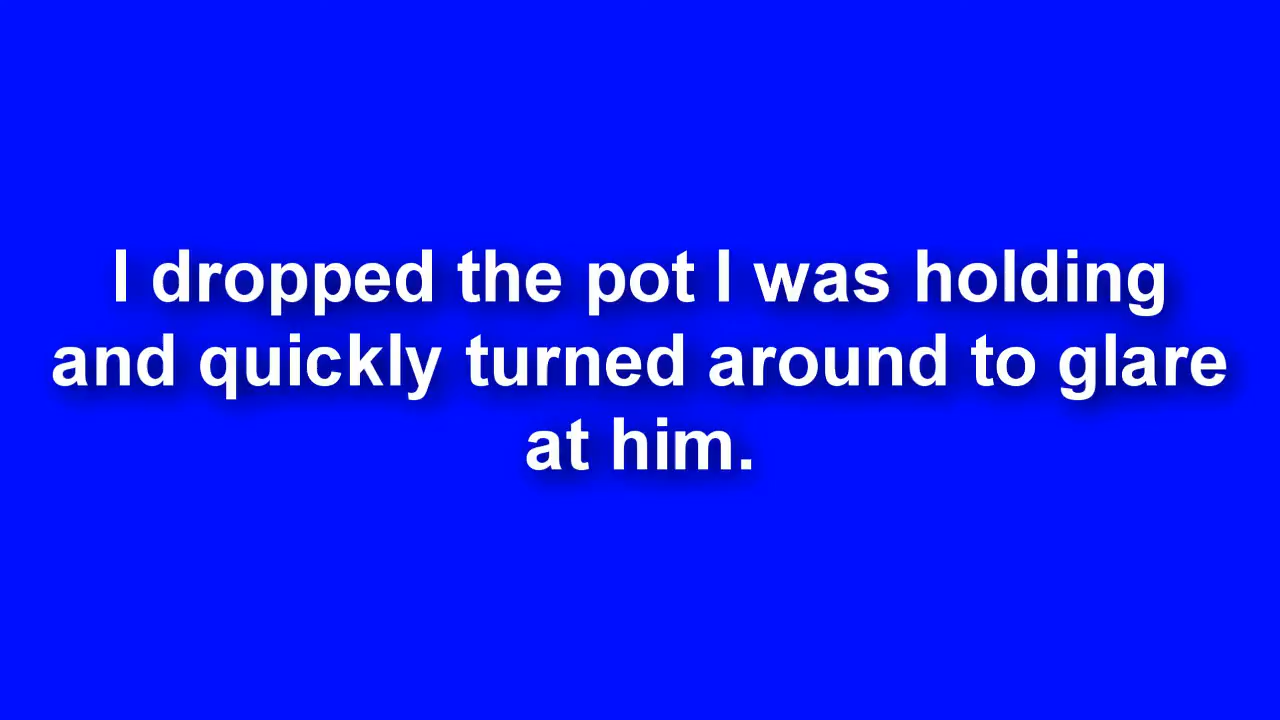 I dropped the pot I was holding
and quickly turned around to glare
at him.